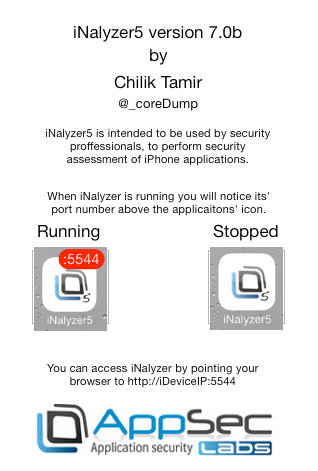 iNalyzer5 version 7.0b
by
Chilik Tamir
@_coreDump
iNalyzer5 is intended to be used by security
proffesionals, to perform security
assessment of iPhone applications.
When iNalyzer is running you will notice its'
port number above the applicaitons' icon.
Running Stopped
:5544
5 5
iNalyzer5 iNalyzer5
You can access iNalyzer by pointing your
browser to http://iDeviceIP:5544
AppSec
Application security Labs